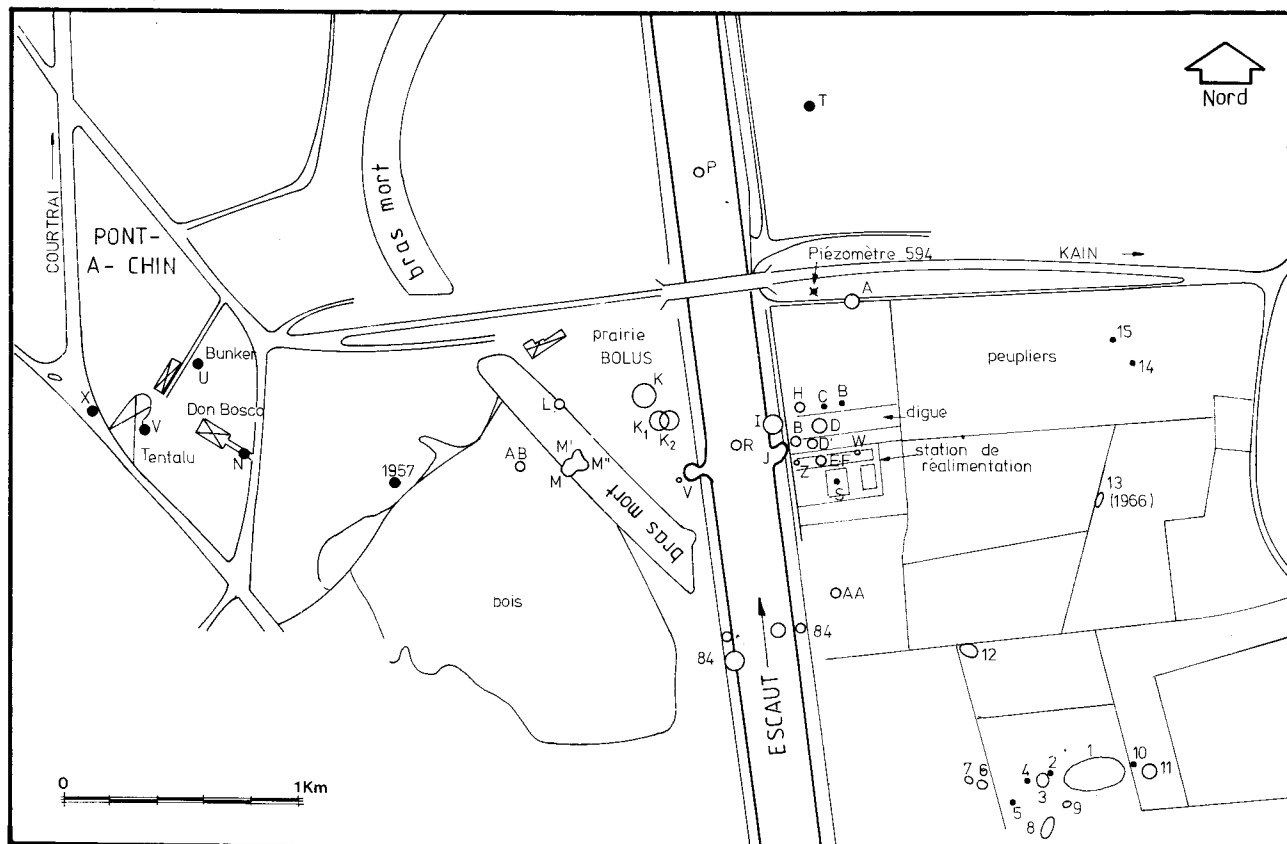 Nord
T
P
COURTRAI
PONT-
A- CHIN
bras mort
Piézomètre 594
KAIN
A
prairie
BOLUS
peupliers
15
14
Bunker
U
X
V
Don Bosco
N
Tentalu
1957
K
K1
K2
L
AB
M'
M"
M
bras mort
V
R
I
J
H
C
B
D
digue
B
D'
W
Z
EF
S
station de
réalimentation
13
(1966)
bois
AA
84
84
ESCAUT
12
0
1Km
7
6
4
2
1
10
11
3
5
9
8